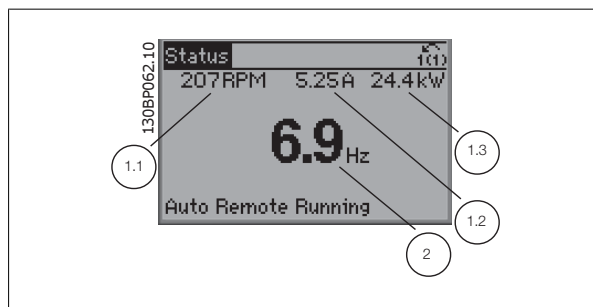 130BP062.10
Status
1(1)
207RPM 5.25A 24.4kW
6.9Hz
Auto Remote Running
1.1
1.3
1.2
2